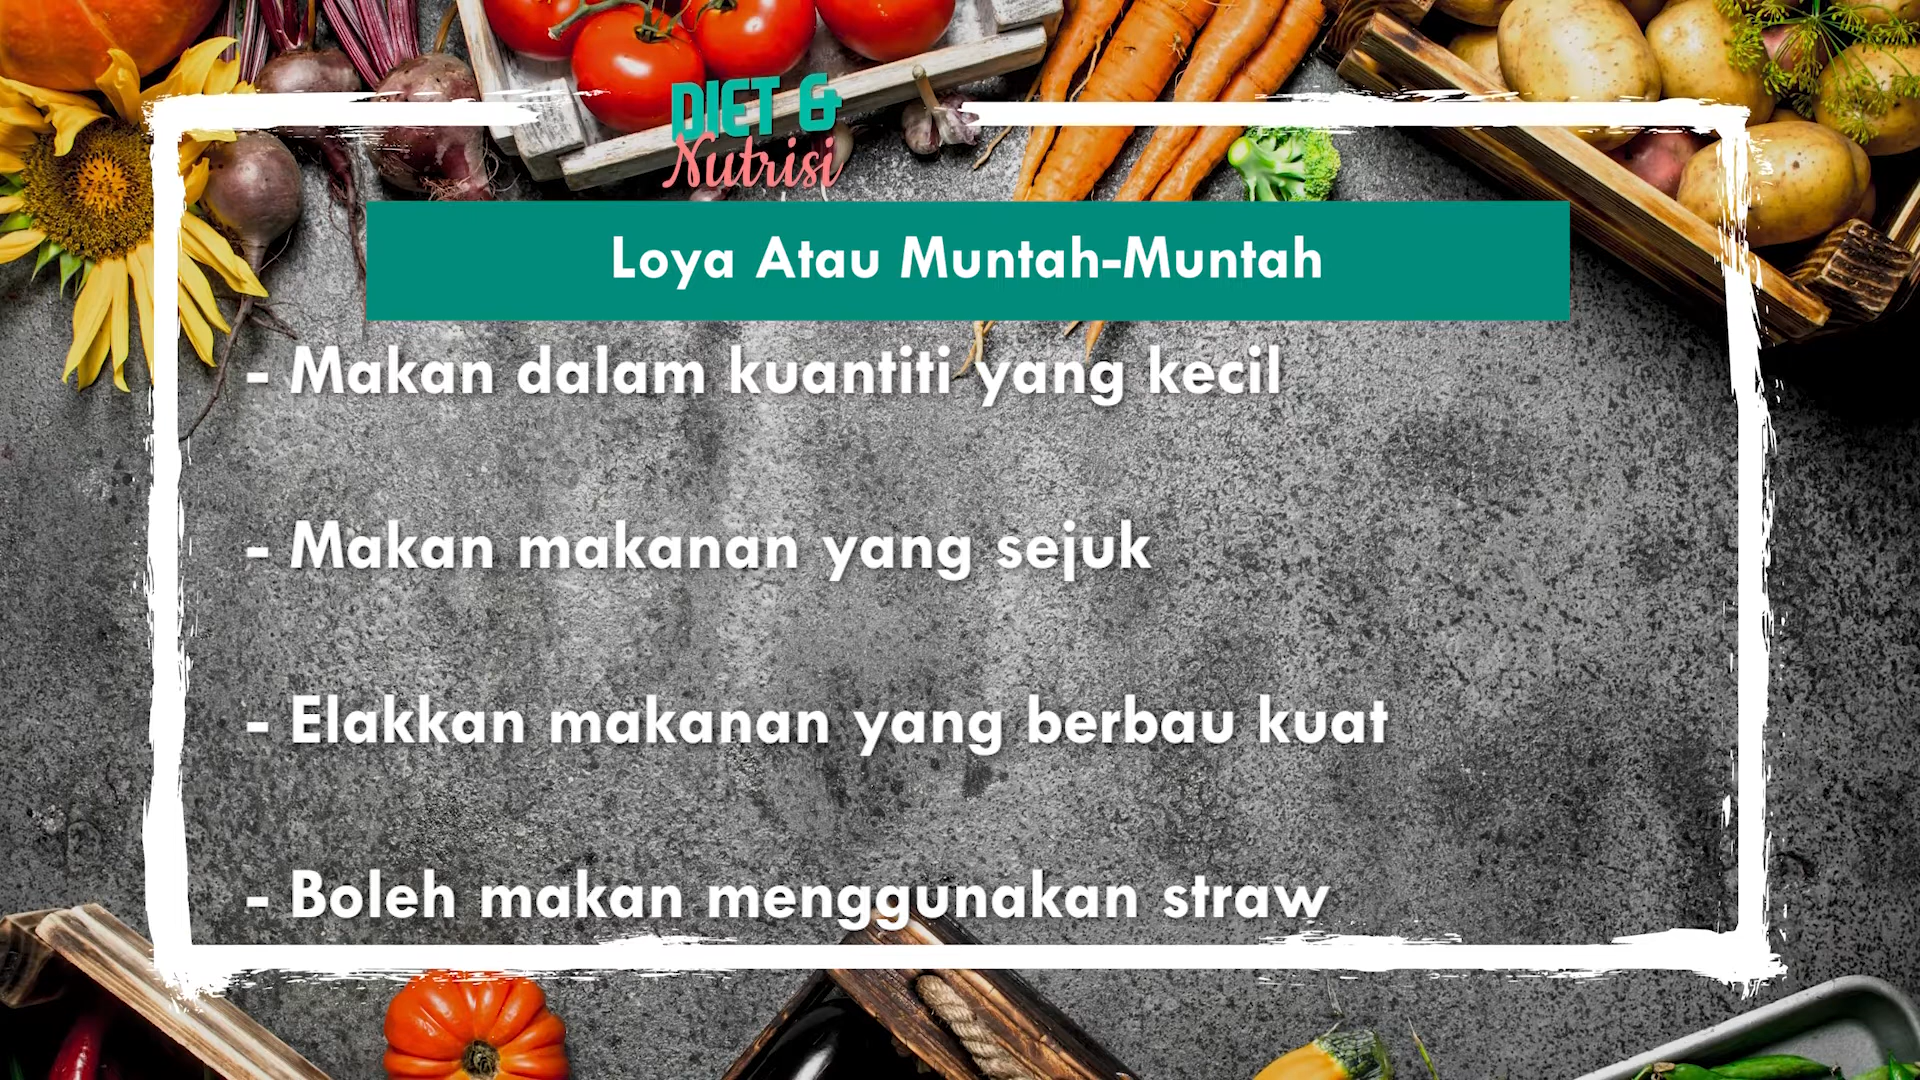 DIET &
Nutrisi
Loya Atau Muntah-Muntah
- Makan dalam kuantiti yang kecil
- Makan makanan yang sejuk
- Elakkan makanan yang berbau kuat
- Boleh makan menggunakan straw